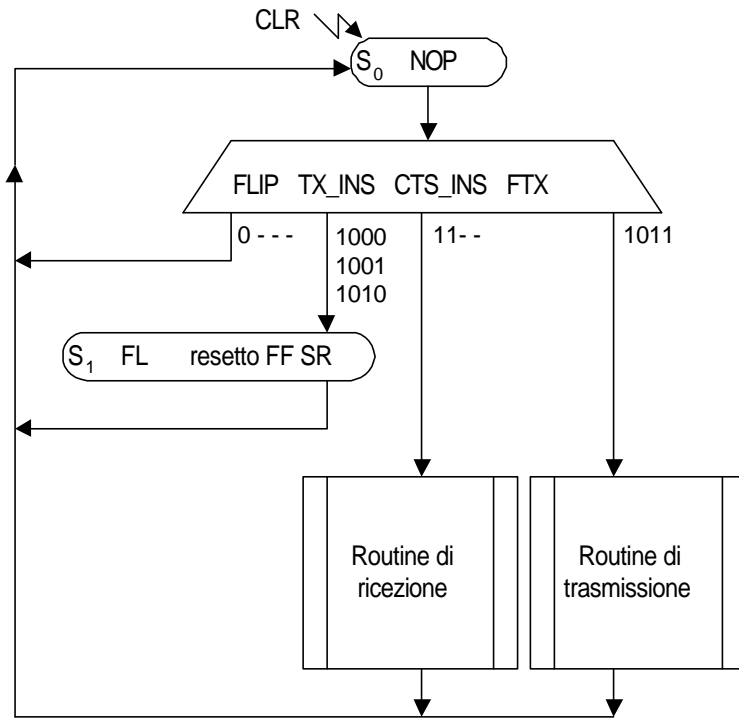 CLR
S0 NOP
FLIP TX_INS CTS_INS FTX
0 - - -
1000
1001
1010
11- -
1011
S1 FL resetto FF SR
Routine di
ricezione
Routine di
trasmissione